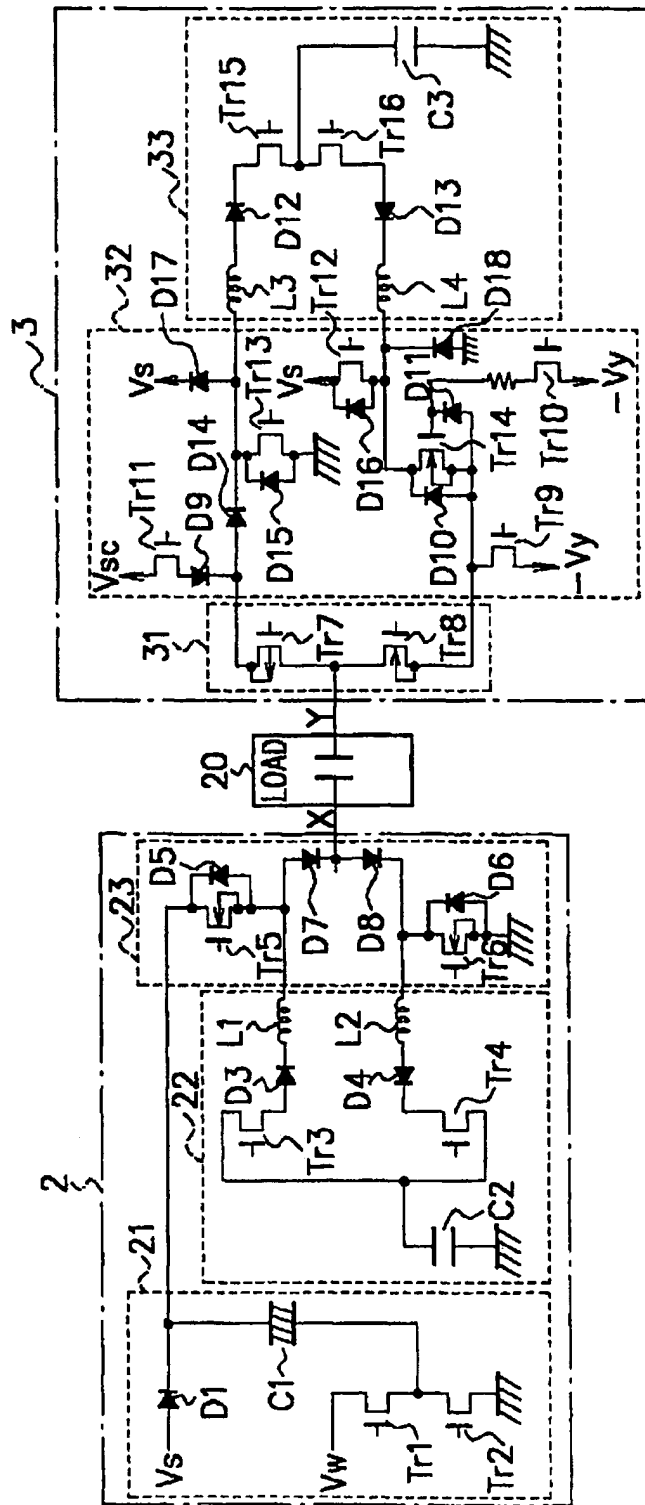 2
21
Vs
D1
C1
Vw
Tr1
Tr2
22
Tr3
D3
L1
C2
D4
L2
Tr4
23
D5
Tr5
D7
D8
D6
Tr6
X
20
LOAD
Y
3
31
Tr7
Tr8
32
Vsc
Tr11
D9
D14
D17
Vs
Tr13
D15
Vs
Tr12
D16
D18
D11
Tr14
D10
Tr10
-Vy
Tr9
-Vy
33
L3
D12
Tr15
Tr16
L4
D13
C3